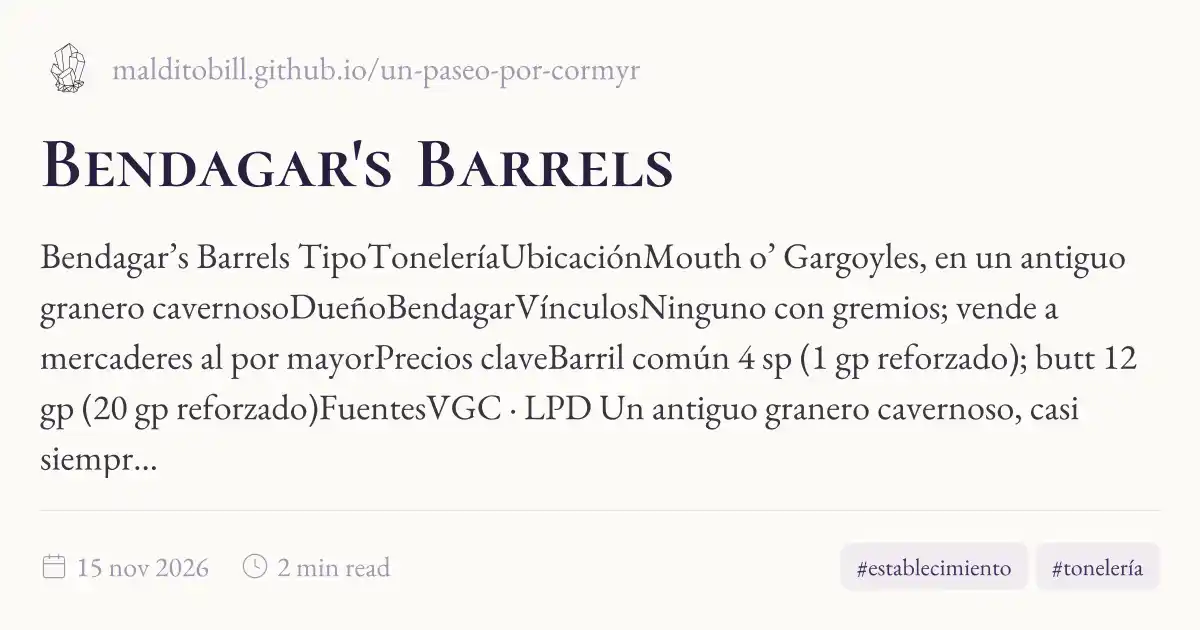 malditobill.github.io/un-paseo-por-cormyr
Bendagar's Barrels
Bendagar’s Barrels TipoToneleríaUbicaciónMouth o’ Gargoyles, en un antiguo
granero cavernosoDueñoBendagarVínculosNinguno con gremios; vende a
mercaderes al por mayorPrecios claveBarril común 4 sp (1 gp reforzado); butt 12
gp (20 gp reforzado)FuentesVGC · LPD Un antiguo granero cavernoso, casi
siempr...
15 nov 2026 2 min read #establecimiento #tonelería